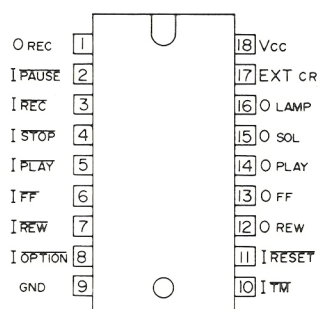 O REC 1 18 Vcc
I PAUSE 2 17 EXT CR
I REC 3 16 O LAMP
I STOP 4 15 O SOL
I PLAY 5 14 O PLAY
I FF 6 13 O FF
I REW 7 12 O REW
I OPTION 8 11 I RESET
GND 9 10 I TM